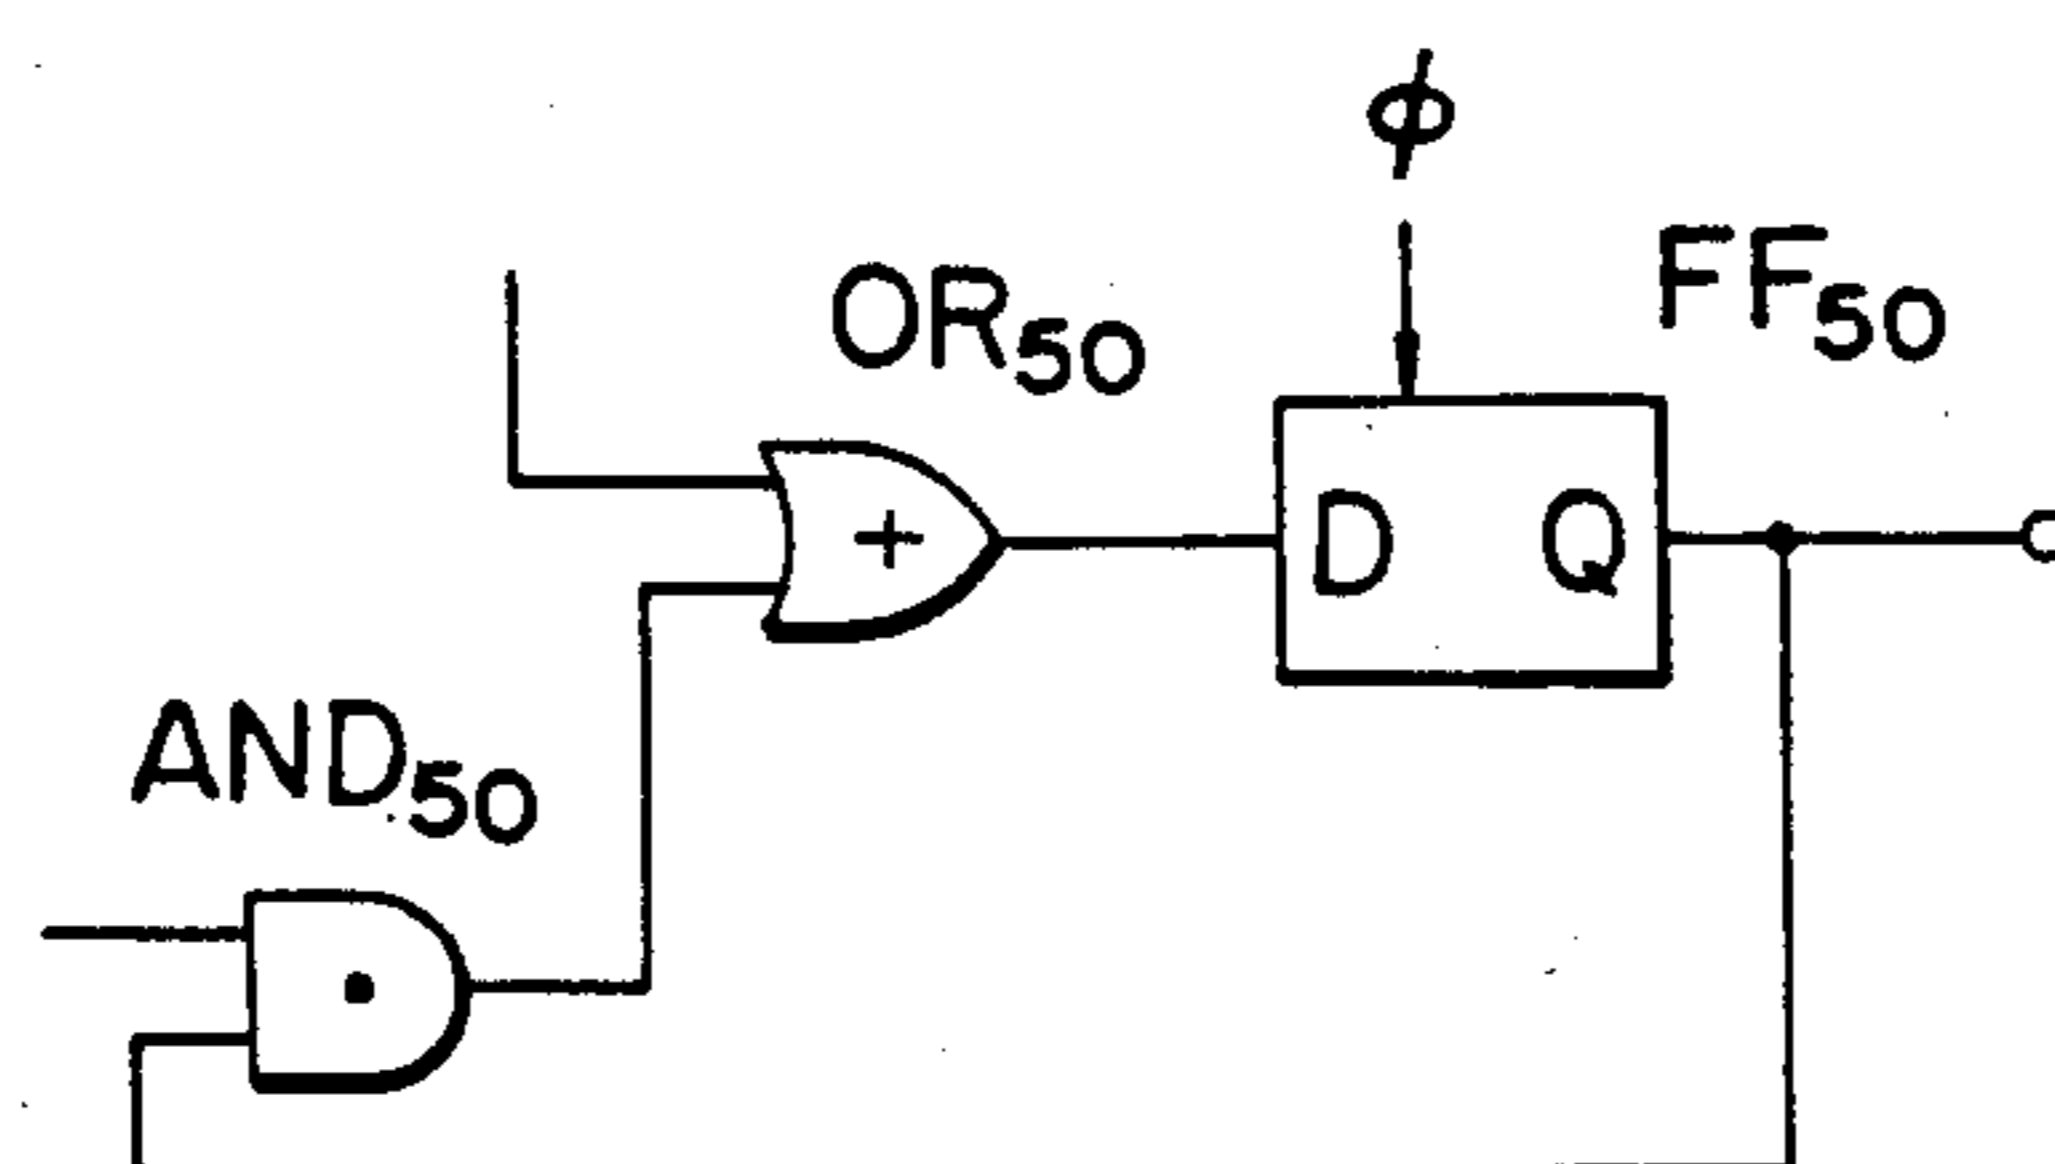 ϕ
FF₅₀
OR₅₀
+
D Q
AND₅₀